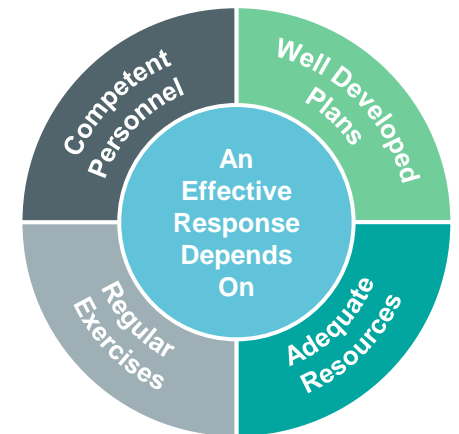 Competent
Personnel
Well Developed
Plans
An
Effective
Response
Depends
On
Regular
Exercises
Adequate
Resources